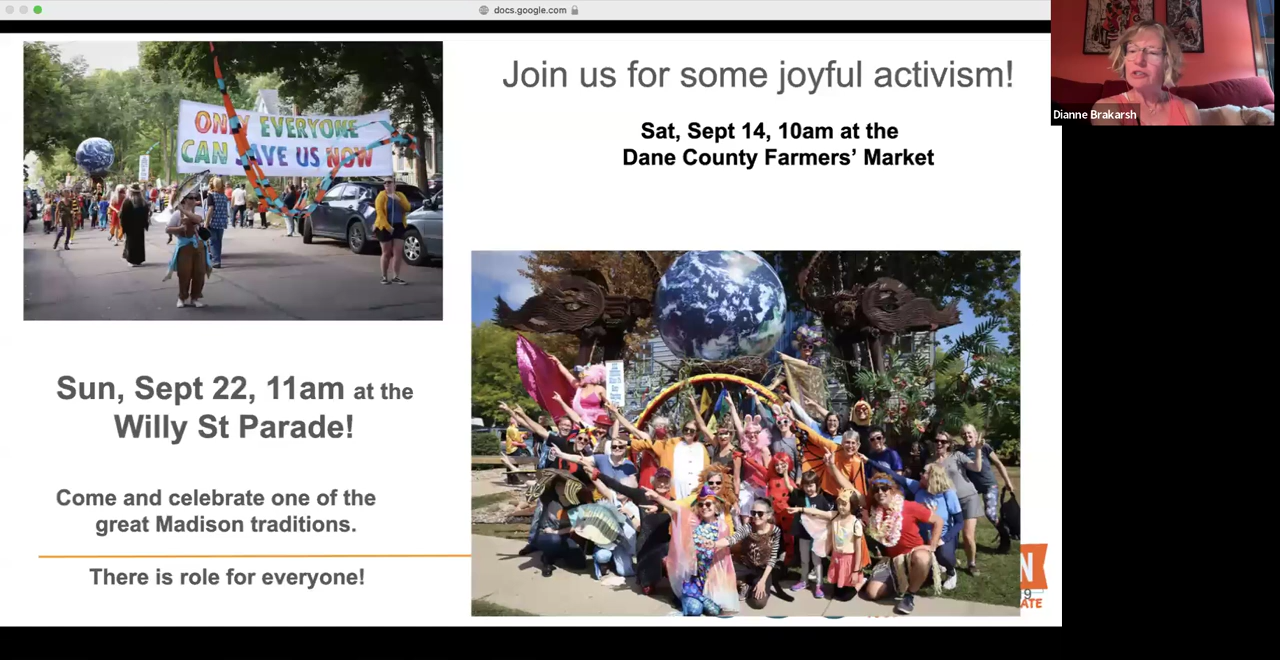 docs.google.com
Join us for some joyful activism!
Sat, Sept 14, 10am at the
Dane County Farmers’ Market
Dianne Brakarsh
ONLY EVERYONE
CAN SAVE US NOW
Sun, Sept 22, 11am at the
Willy St Parade!
Come and celebrate one of the
great Madison traditions.
There is role for everyone!
N
9
ATE